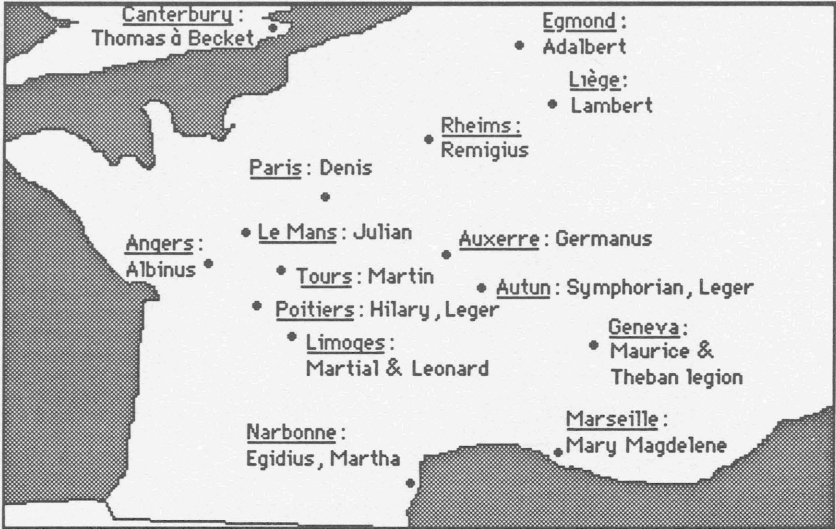 Canterbury :
Thomas à Becket
Egmond :
Adalbert
Liège:
Lambert
Rheims :
Remigius
Paris : Denis
Le Mans : Julian
Angers :
Albinus
Auxerre : Germanus
Tours : Martin
Autun : Symphorian, Leger
Poitiers : Hilary, Leger
Limoges :
Martial & Leonard
Geneva :
Maurice &
Theban legion
Narbonne :
Egidius, Martha
Marseille :
Mary Magdelene